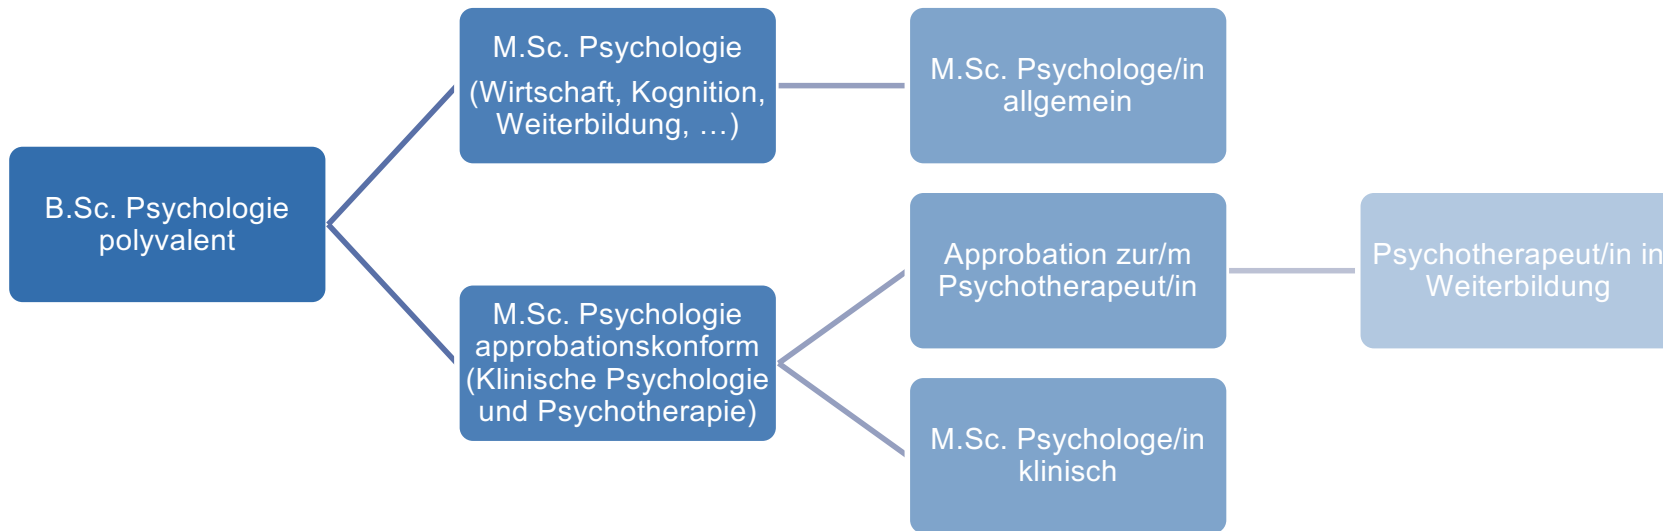 B.Sc. Psychologie
polyvalent
M.Sc. Psychologie
(Wirtschaft, Kognition,
Weiterbildung, …)
M.Sc. Psychologie
approbationskonform
(Klinische Psychologie
und Psychotherapie)
M.Sc. Psychologe/in
allgemein
Approbation zur/m
Psychotherapeut/in
M.Sc. Psychologe/in
klinisch
Psychotherapeut/in in
Weiterbildung